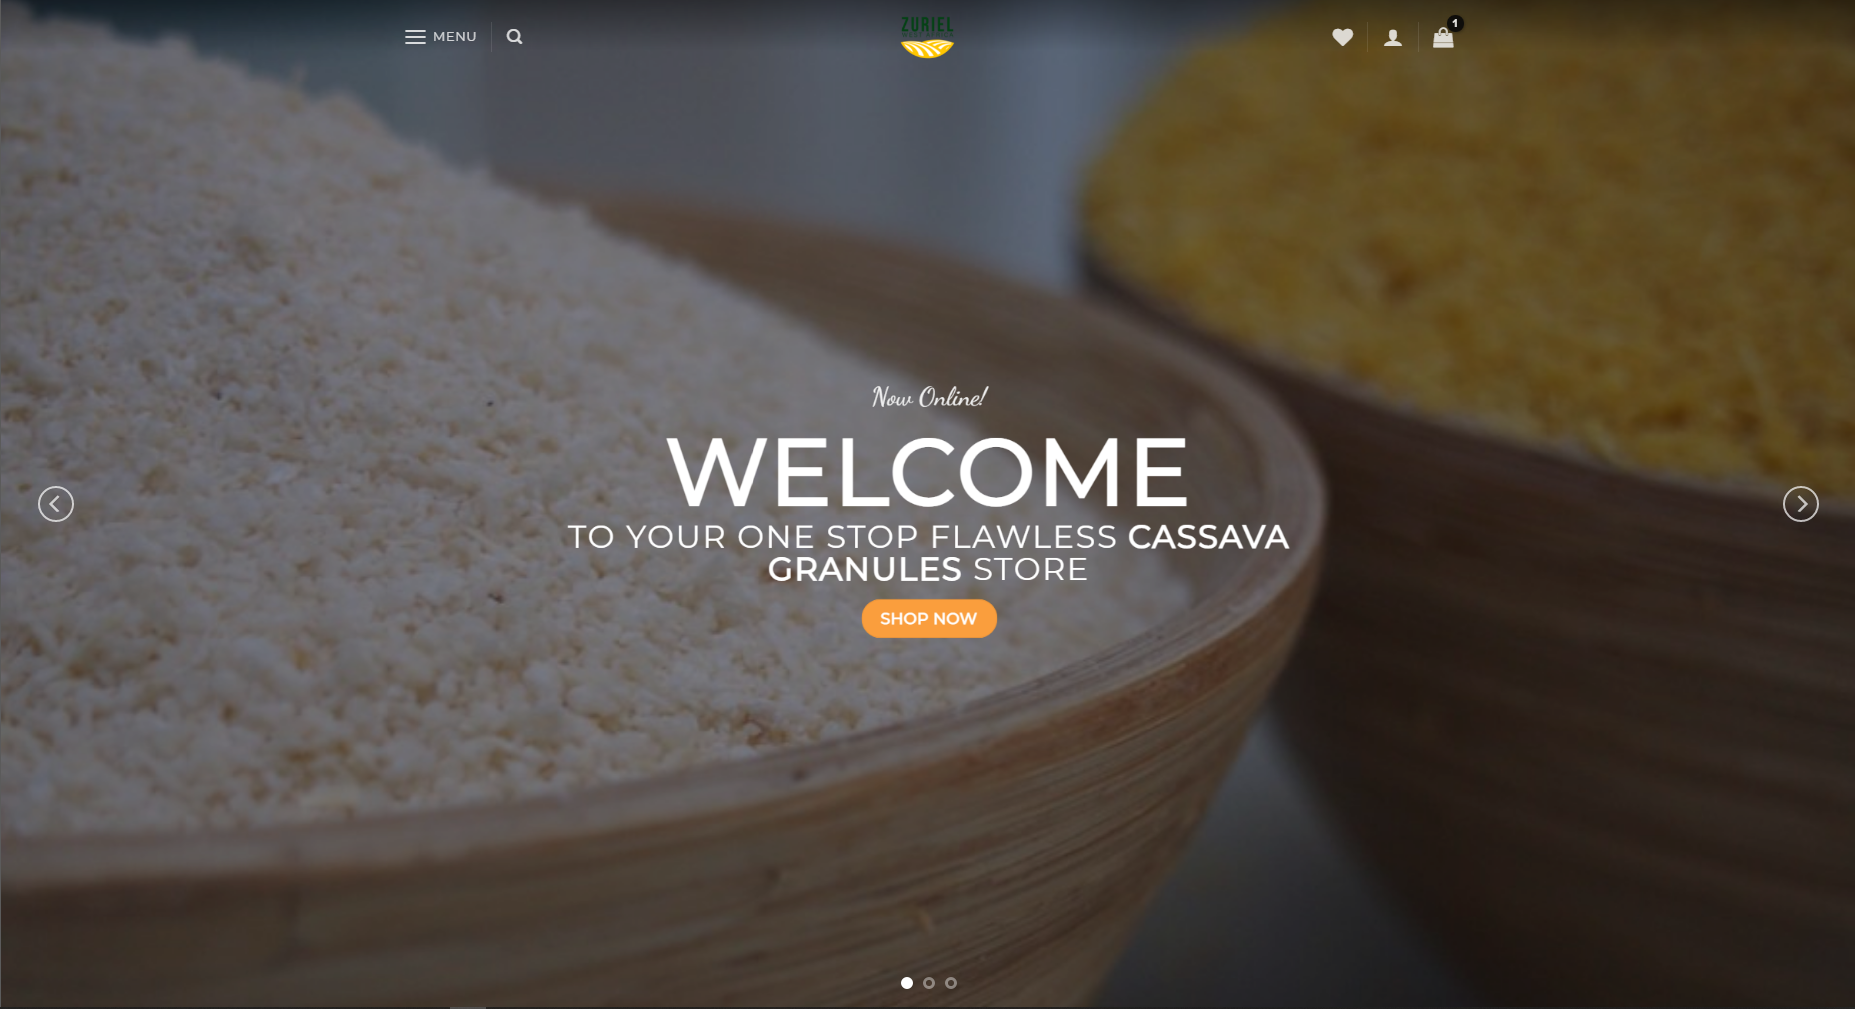 MENU
ZURIEL
1
Now Online!
WELCOME
TO YOUR ONE STOP FLAWLESS CASSAVA
GRANULES STORE
SHOP NOW